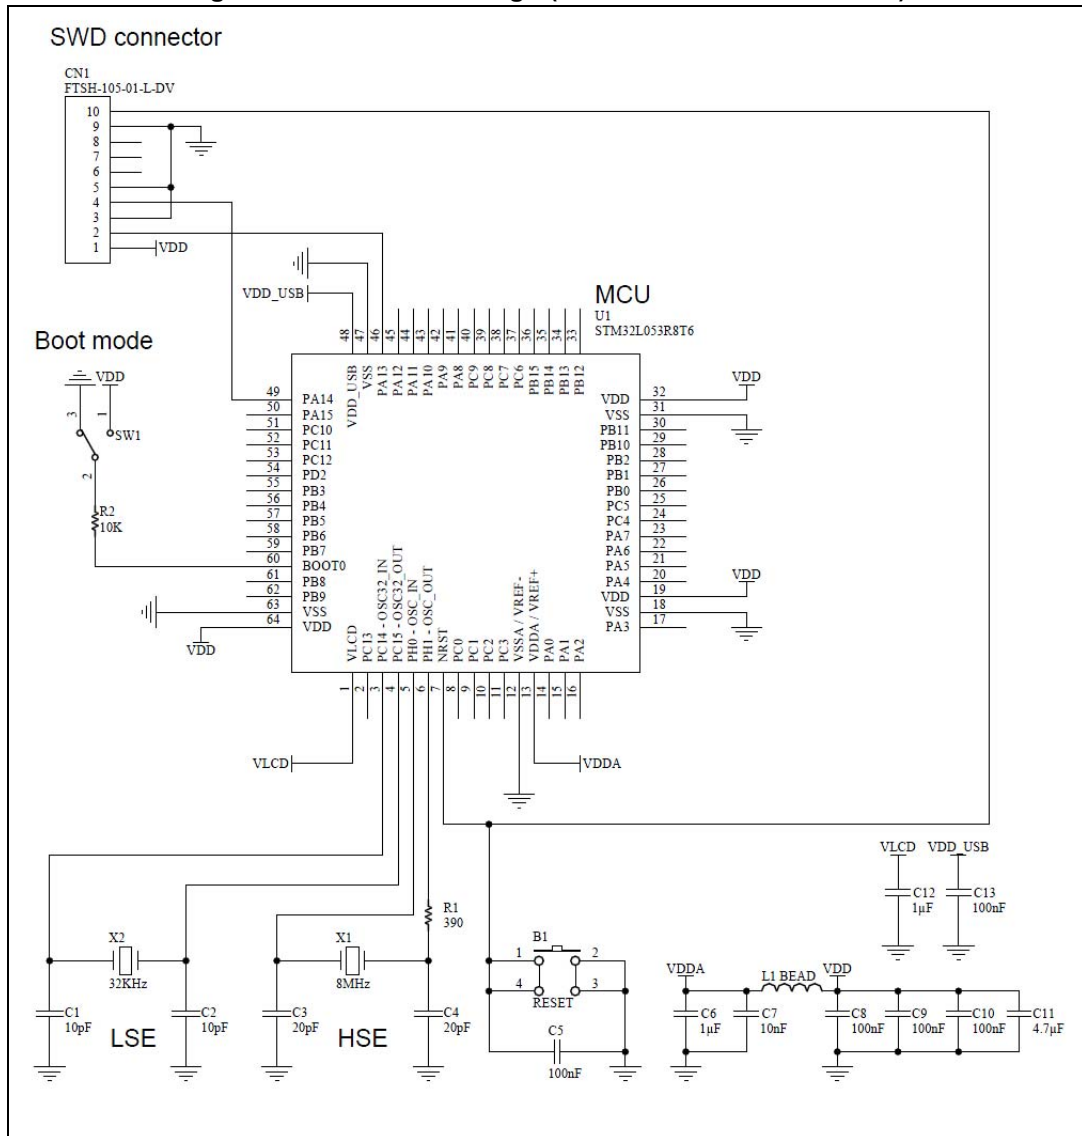 SWD connector
CN1
FTSH-105-01-L-DV
10
9
8
7
6
5
4
3
2
1
VDD
VDD_USB
MCU
U1
STM32L053R8T6
48
47
46
45
44
43
42
41
40
39
38
37
36
35
34
33
VDD_USB
VSS
PA13
PA12
PA11
PA10
PA9
PA8
PC9
PC8
PC7
PC6
PB15
PB14
PB13
PB12
Boot mode
VDD
3
1
SW1
2
R2
10K
49 PA14
50 PA15
51 PC10
52 PC11
53 PC12
54 PD2
55 PB3
56 PB4
57 PB5
58 PB6
59 PB7
60 BOOT0
61 PB8
62 PB9
63 VSS
64 VDD
VDD
VDD 32
VSS 31
PB11 30
PB10 29
PB2 28
PB1 27
PB0 26
PC5 25
PC4 24
PA7 23
PA6 22
PA5 21
PA4 20
VDD 19
VSS 18
PA3 17
VDD
VDD
VLCD
PC13
PC14 - OSC32_IN
PC15 - OSC32_OUT
PH0 - OSC_IN
PH1 - OSC_OUT
NRST
PC0
PC1
PC2
PC3
VSSA / VREF-
VDDA / VREF+
PA0
PA1
PA2
1
2
3
4
5
6
7
8
9
10
11
12
13
14
15
16
VLCD
VDDA
VLCD
C12
1µF
VDD_USB
C13
100nF
R1
390
X2
32KHz
C1
10pF
C2
10pF
LSE
X1
8MHz
C3
20pF
C4
20pF
HSE
B1
1
2
4
3
RESET
C5
100nF
VDDA
L1 BEAD
VDD
C6
1µF
C7
10nF
C8
100nF
C9
100nF
C10
100nF
C11
4.7µF